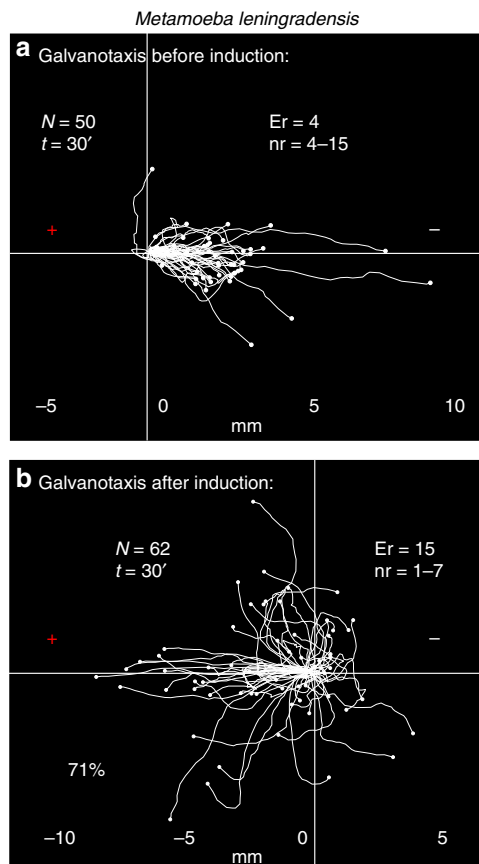 Metamoeba leningradensis
a Galvanotaxis before induction:
N = 50
t = 30′
Er = 4
nr = 4–15
+
–
–5 0 5 10
mm
b Galvanotaxis after induction:
N = 62
t = 30′
Er = 15
nr = 1–7
+
–
71%
–10 –5 0 5
mm